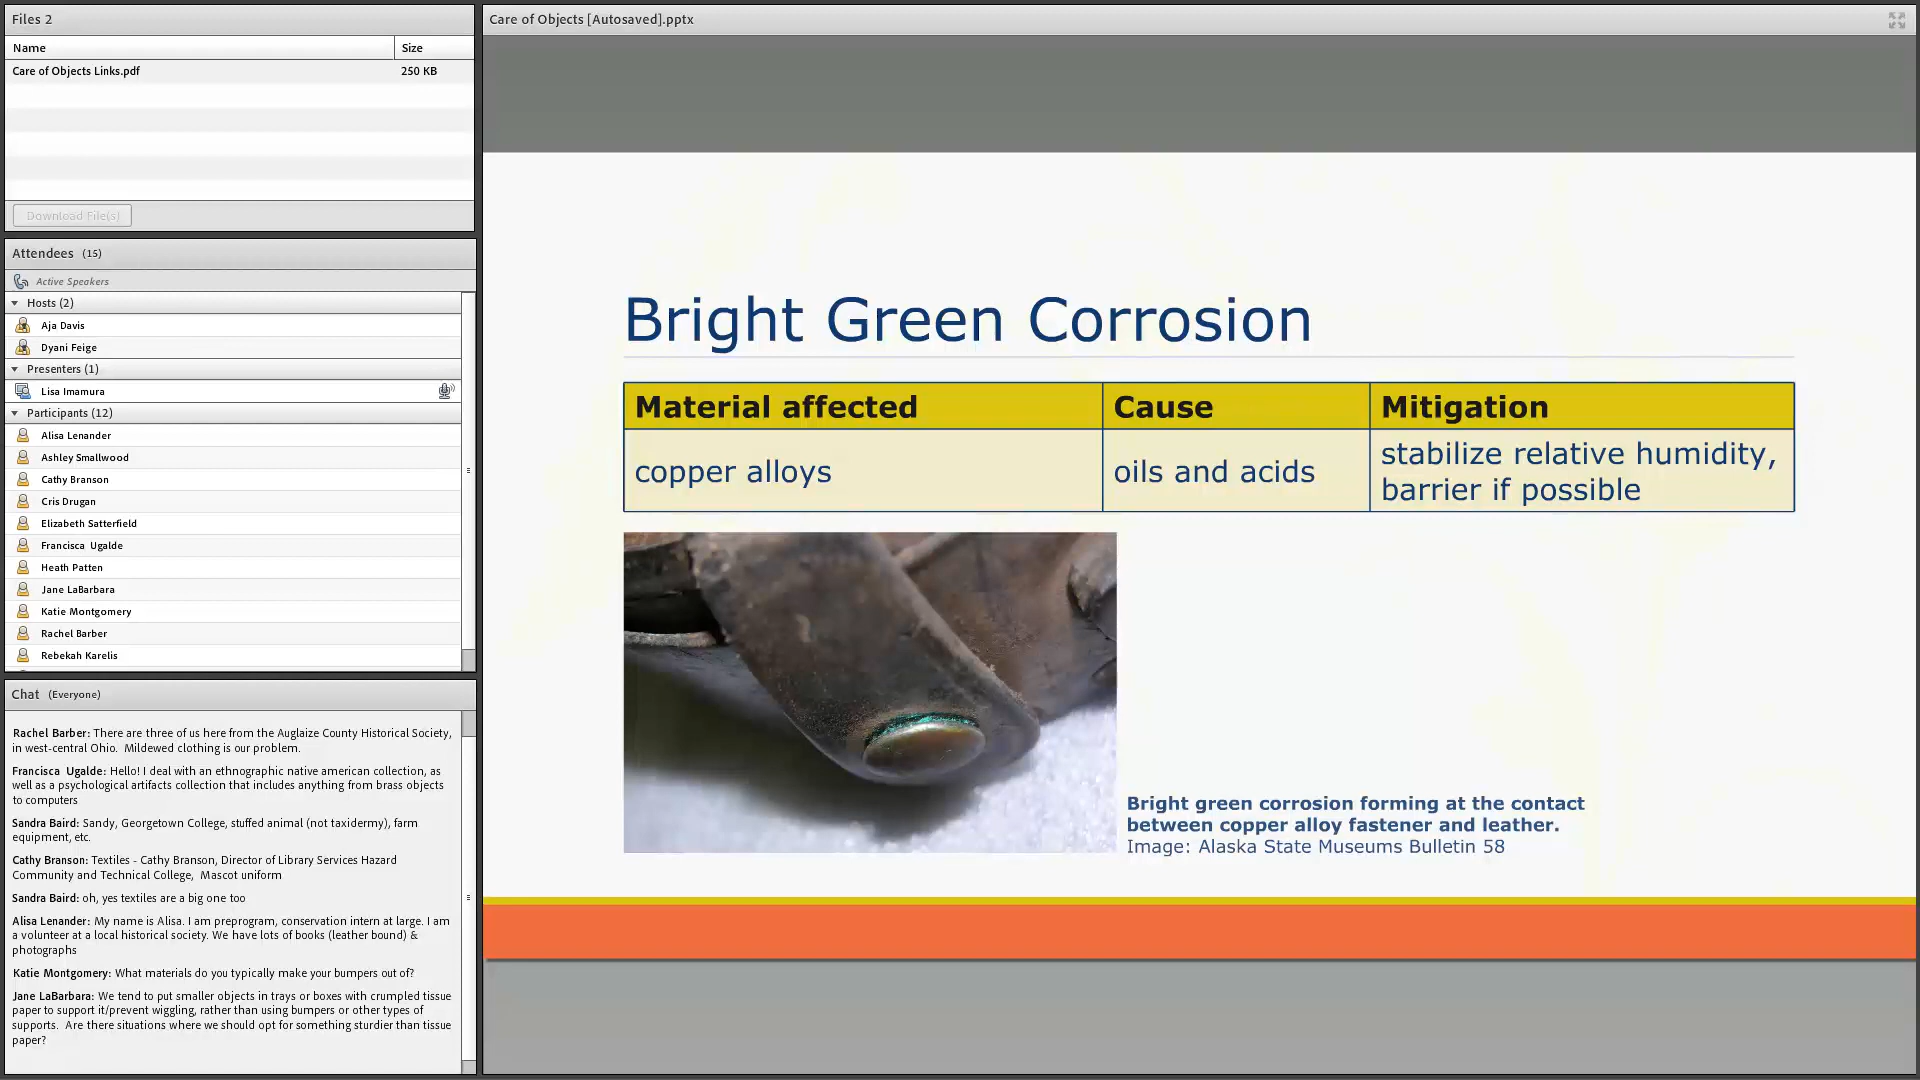 Files 2
Name Size
Care of Objects Links.pdf 250 KB
Download File(s)
Attendees (15)
Active Speakers
Hosts (2)
Aja Davis
Dyani Feige
Presenters (1)
Lisa Imamura
Participants (12)
Alisa Lenander
Ashley Smallwood
Cathy Branson
Cris Drugan
Elizabeth Satterfield
Francisca Ugalde
Heath Patten
Jane LaBarbara
Katie Montgomery
Rachel Barber
Rebekah Karelis
Chat (Everyone)
Rachel Barber: There are three of us here from the Auglaize County Historical Society,
in west-central Ohio. Mildewed clothing is our problem.
Francisca Ugalde: Hello! I deal with an ethnographic native american collection, as
well as a psychological artifacts collection that includes anything from brass objects
to computers
Sandra Baird: Sandy, Georgetown College, stuffed animal (not taxidermy), farm
equipment, etc.
Cathy Branson: Textiles - Cathy Branson, Director of Library Services Hazard
Community and Technical College, Mascot uniform
Sandra Baird: oh, yes textiles are a big one too
Alisa Lenander: My name is Alisa. I am preprogram, conservation intern at large. I am
a volunteer at a local historical society. We have lots of books (leather bound) &
photographs
Katie Montgomery: What materials do you typically make your bumpers out of?
Jane LaBarbara: We tend to put smaller objects in trays or boxes with crumpled tissue
paper to support it/prevent wiggling, rather than using bumpers or other types of
supports. Are there situations where we should opt for something sturdier than tissue
paper?
Care of Objects [Autosaved].pptx
Bright Green Corrosion
Material affected Cause Mitigation
copper alloys oils and acids stabilize relative humidity,
barrier if possible
Bright green corrosion forming at the contact
between copper alloy fastener and leather.
Image: Alaska State Museums Bulletin 58